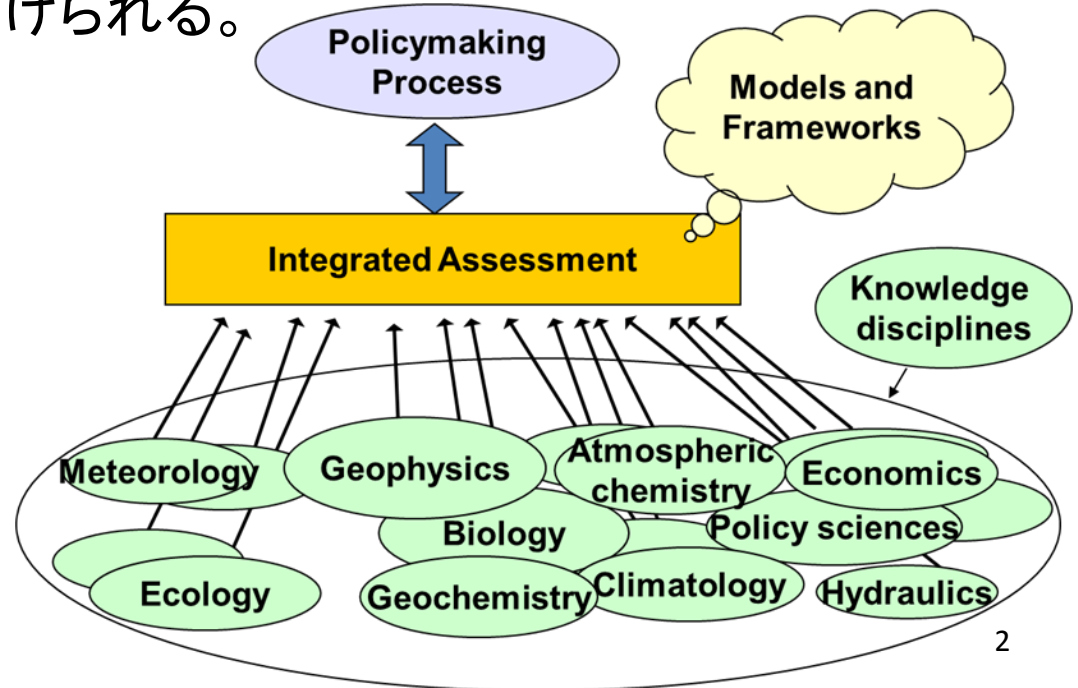 げられる。
Policymaking
Process
Models and
Frameworks
Integrated Assessment
Knowledge
disciplines
Meteorology
Geophysics
Atmospheric
chemistry
Economics
Biology
Policy sciences
Ecology
Geochemistry
Climatology
Hydraulics
2